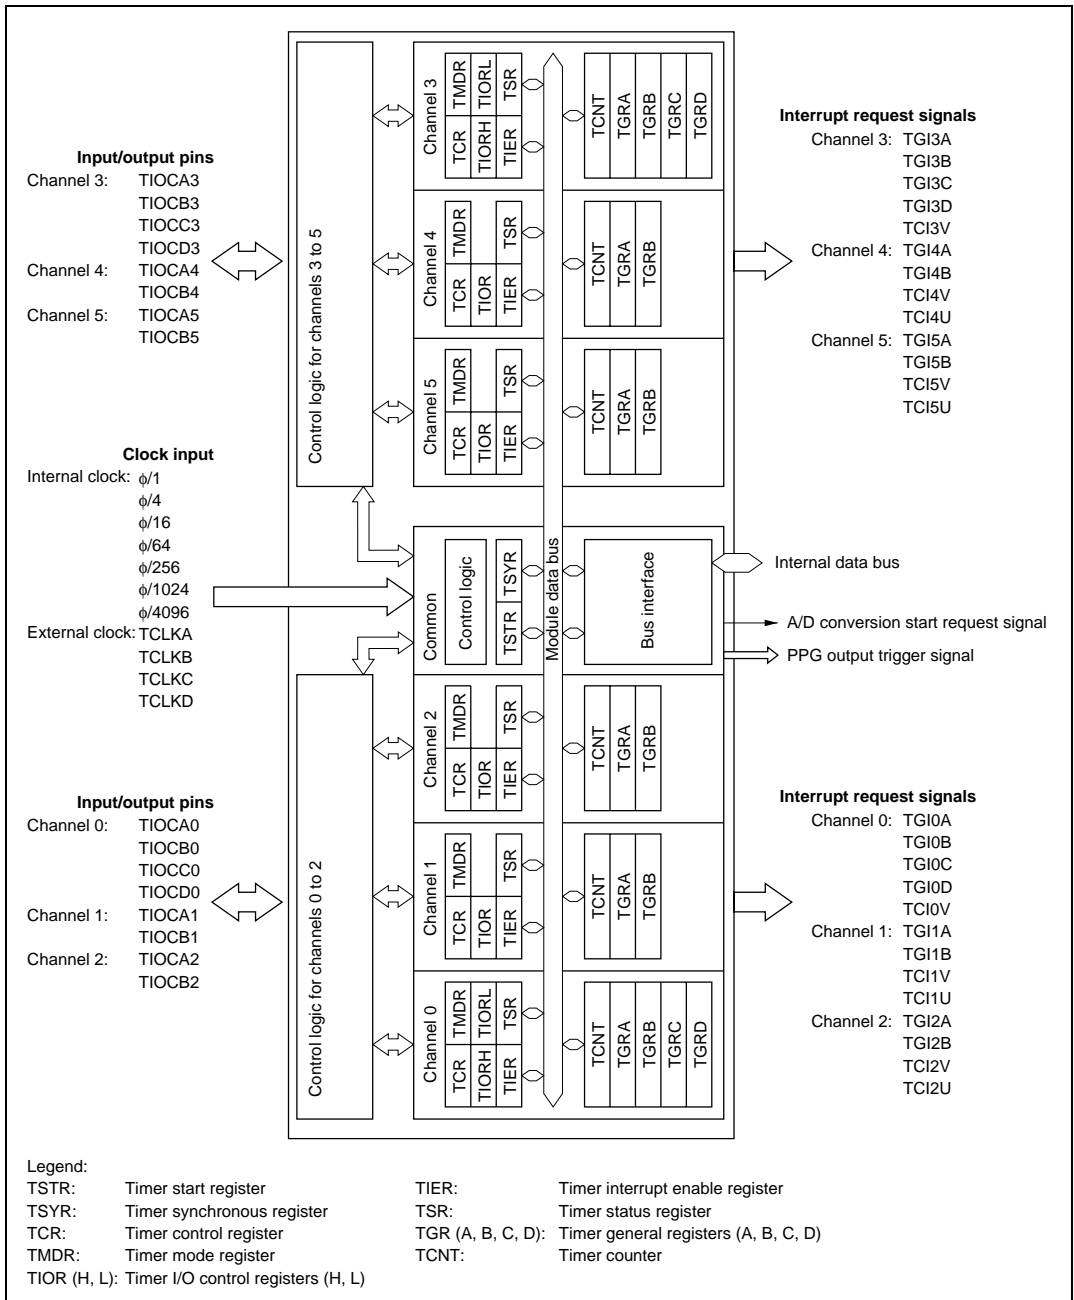 Input/output pins
Channel 3: TIOCA3
TIOCB3
TIOCC3
TIOCD3
Channel 4: TIOCA4
TIOCB4
Channel 5: TIOCA5
TIOCB5
Clock input
Internal clock: ϕ/1
ϕ/4
ϕ/16
ϕ/64
ϕ/256
ϕ/1024
ϕ/4096
External clock: TCLKA
TCLKB
TCLKC
TCLKD
Input/output pins
Channel 0: TIOCA0
TIOCB0
TIOCC0
TIOCD0
Channel 1: TIOCA1
TIOCB1
Channel 2: TIOCA2
TIOCB2
Control logic for channels 3 to 5
Control logic for channels 0 to 2
Channel 3
TCR TMDR
TIORH TIORL
TIER TSR
TCNT
TGRA
TGRB
TGRC
TGRD
Channel 4
TCR TMDR
TIOR
TIER TSR
TCNT
TGRA
TGRB
Channel 5
TCR TMDR
TIOR
TIER TSR
TCNT
TGRA
TGRB
Common
Control logic
TSTR TSYR
Module data bus
Bus interface
Channel 2
TCR TMDR
TIOR
TIER TSR
TCNT
TGRA
TGRB
Channel 1
TCR TMDR
TIOR
TIER TSR
TCNT
TGRA
TGRB
Channel 0
TCR TMDR
TIORH TIORL
TIER TSR
TCNT
TGRA
TGRB
TGRC
TGRD
Interrupt request signals
Channel 3: TGI3A
TGI3B
TGI3C
TGI3D
TCI3V
Channel 4: TGI4A
TGI4B
TCI4V
TCI4U
Channel 5: TGI5A
TGI5B
TCI5V
TCI5U
Internal data bus
A/D conversion start request signal
PPG output trigger signal
Interrupt request signals
Channel 0: TGI0A
TGI0B
TGI0C
TGI0D
TCI0V
Channel 1: TGI1A
TGI1B
TCI1V
TCI1U
Channel 2: TGI2A
TGI2B
TCI2V
TCI2U
Legend:
TSTR: Timer start register
TSYR: Timer synchronous register
TCR: Timer control register
TMDR: Timer mode register
TIOR (H, L): Timer I/O control registers (H, L)
TIER: Timer interrupt enable register
TSR: Timer status register
TGR (A, B, C, D): Timer general registers (A, B, C, D)
TCNT: Timer counter